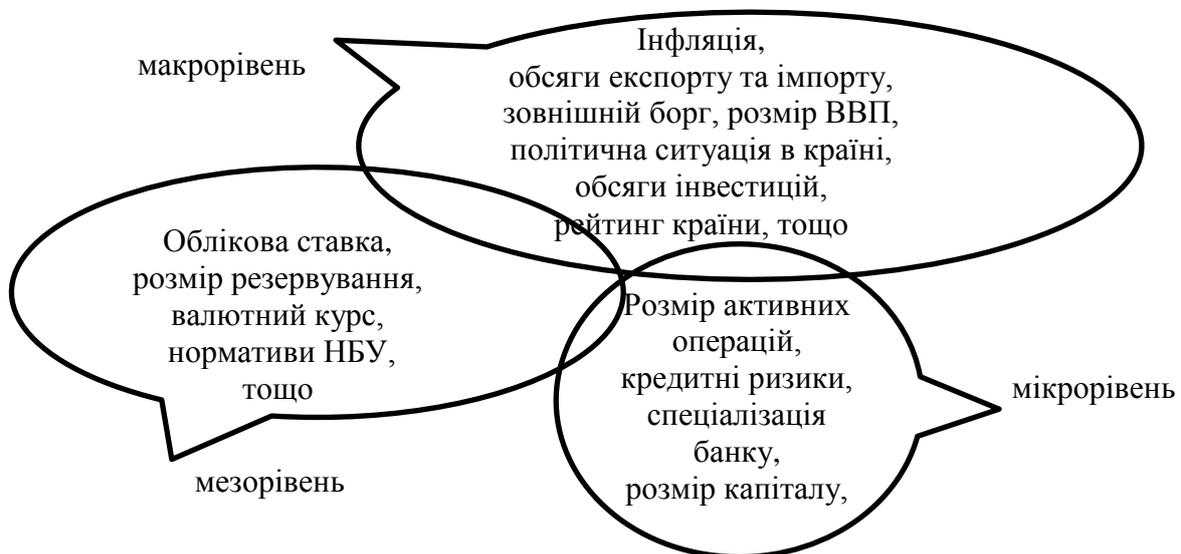 макрорівень
Інфляція,
обсяги експорту та імпорту,
зовнішній борг, розмір ВВП,
політична ситуація в країні,
обсяги інвестицій,
рейтинг країни, тощо
Облікова ставка,
розмір резервування,
валютний курс,
нормативи НБУ,
тощо
мезорівень
Розмір активних
операцій,
кредитні ризики,
спеціалізація
банку,
розмір капіталу,
мікрорівень